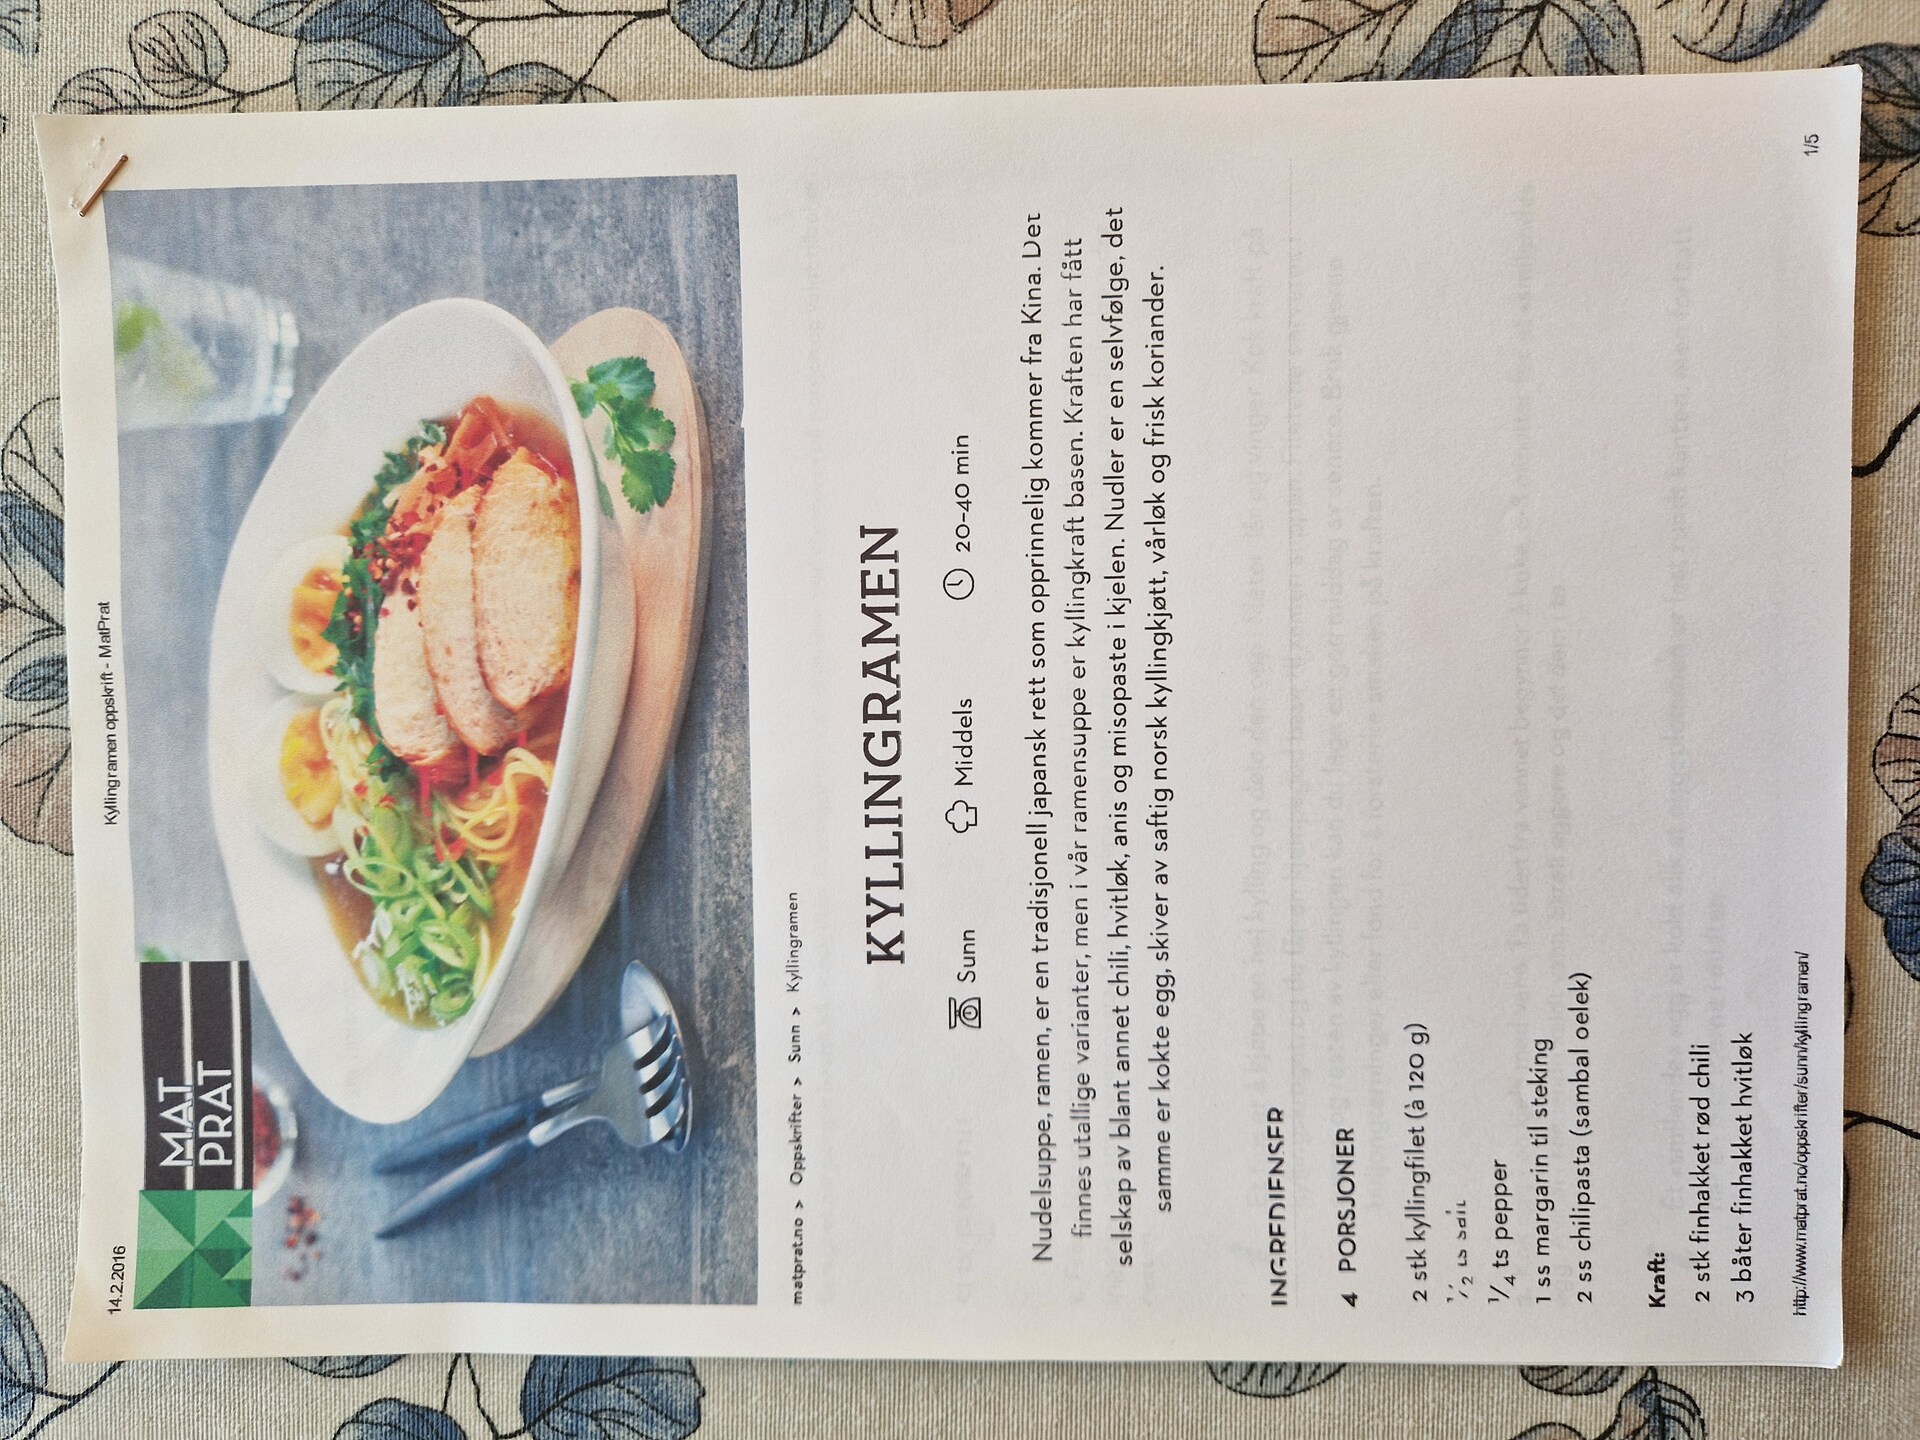 14.2.2016
Kyllingramen oppskrift - MatPrat
MAT
PRAT
matprat.no > Oppskrifter > Sunn > Kyllingramen
KYLLINGRAMEN
Sunn Middels 20-40 min
Nudelsuppe, ramen, er en tradisjonell japansk rett som opprinnelig kommer fra Kina. Det
finnes utallige varianter, men i vår ramensuppe er kyllingkraft basen. Kraften har fått
selskap av blant annet chili, hvitløk, anis og misopaste i kjelen. Nudler er en selvfølge, det
samme er kokte egg, skiver av saftig norsk kyllingkjøtt, vårløk og frisk koriander.
INGREDIENSER
4 PORSJONER
2 stk kyllingfilet (à 120 g)
½ ts salt
¼ ts pepper
1 ss margarin til steking
2 ss chilipasta (sambal oelek)
Kraft:
2 stk finhakket rød chili
3 båter finhakket hvitløk
http://www.matprat.no/oppskrifter/sunn/kyllingramen/
1/5